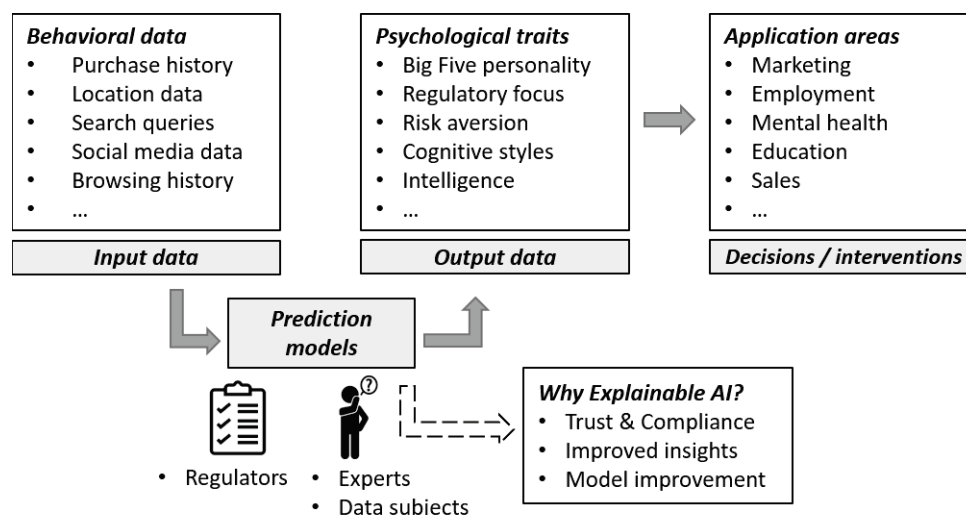 Behavioral data
• Purchase history
• Location data
• Search queries
• Social media data
• Browsing history
• ...
Input data
Psychological traits
• Big Five personality
• Regulatory focus
• Risk aversion
• Cognitive styles
• Intelligence
• ...
Output data
Application areas
• Marketing
• Employment
• Mental health
• Education
• Sales
• ...
Decisions / interventions
Prediction
models
?
• Regulators
• Experts
• Data subjects
Why Explainable AI?
• Trust & Compliance
• Improved insights
• Model improvement